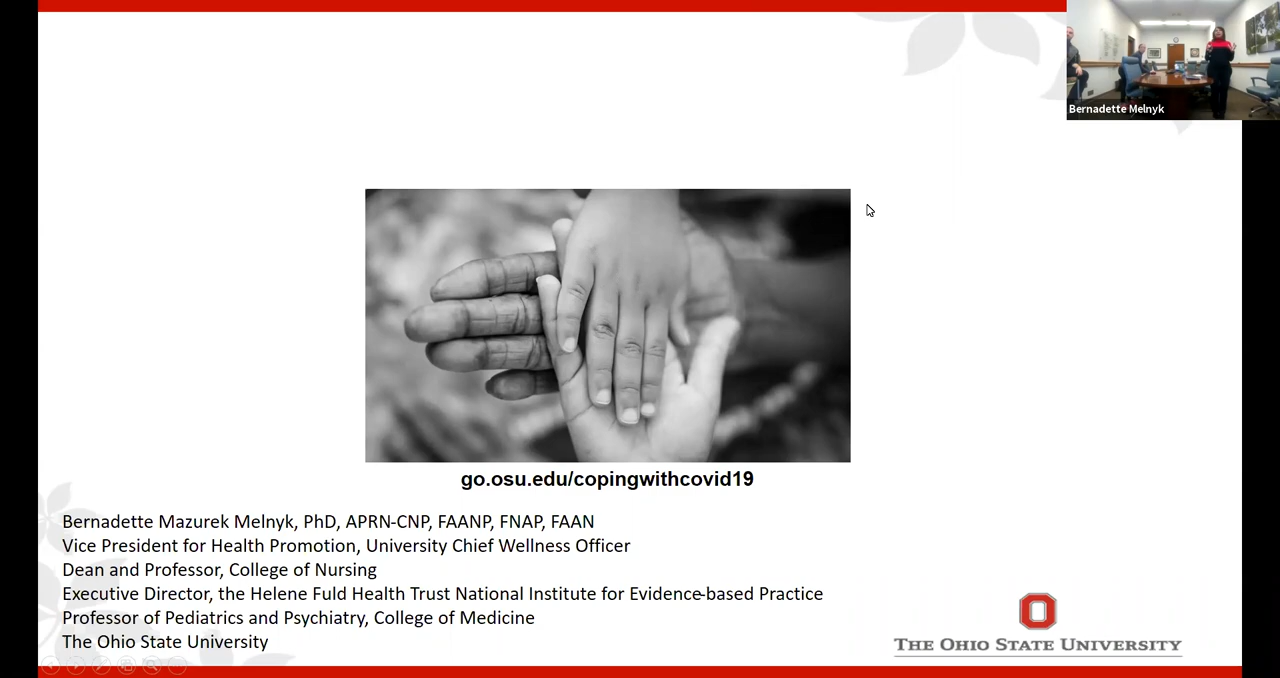 Bernadette Melnyk
go.osu.edu/copingwithcovid19
Bernadette Mazurek Melnyk, PhD, APRN-CNP, FAANP, FNAP, FAAN
Vice President for Health Promotion, University Chief Wellness Officer
Dean and Professor, College of Nursing
Executive Director, the Helene Fuld Health Trust National Institute for Evidence-based Practice
Professor of Pediatrics and Psychiatry, College of Medicine
The Ohio State University
THE OHIO STATE UNIVERSITY